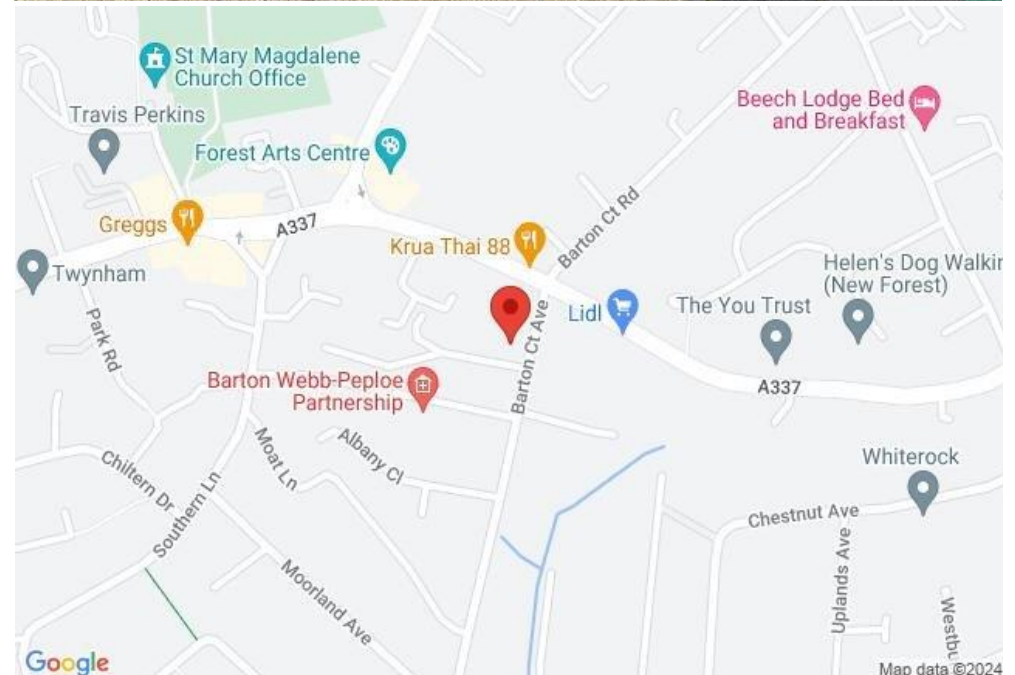 St Mary Magdalene
Church Office
Travis Perkins
Beech Lodge Bed
and Breakfast
Forest Arts Centre
Greggs
A337
Krua Thai 88
Barton Ct Rd
Twynham
Helen's Dog Walkin
(New Forest)
Lidl
The You Trust
Park Rd
Barton Ct Ave
Barton Webb-Peploe
Partnership
A337
Albany Cl
Moat Ln
Chiltern Dr
Southern Ln
Whiterock
Chestnut Ave
Uplands Ave
Moorland Ave
Westbu
Google
Map data ©2024